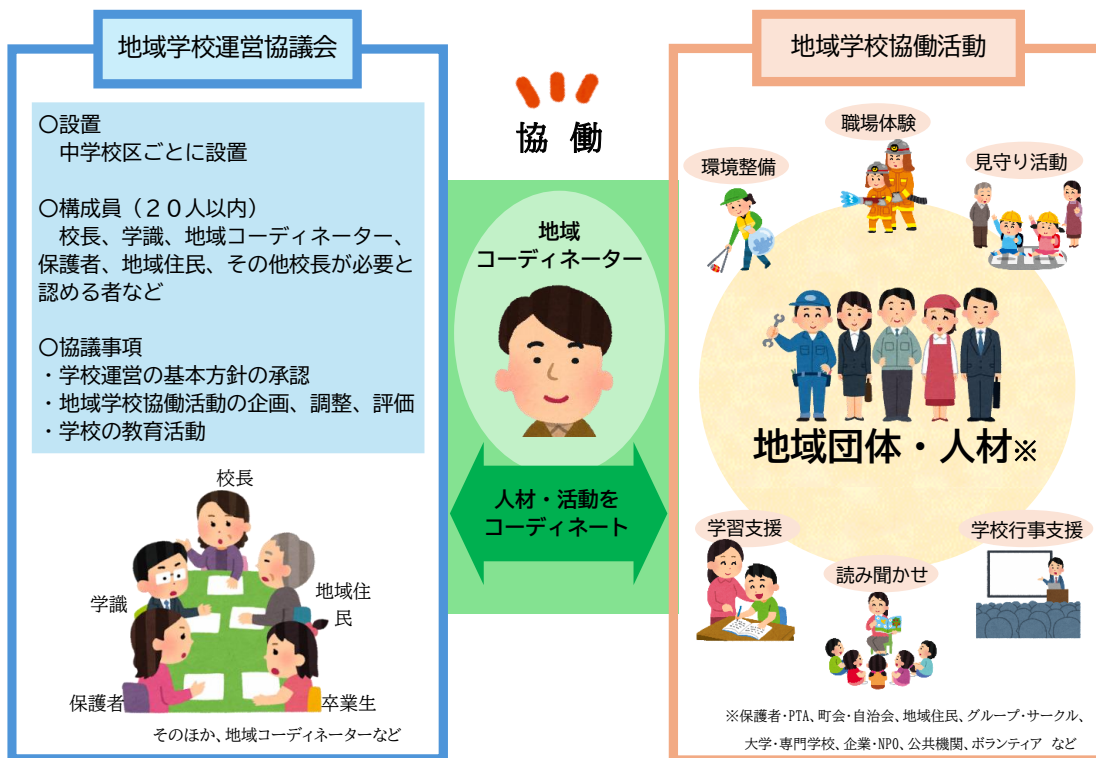 地域学校運営協議会
〇設置
中学校区ごとに設置
〇構成員（２０人以内）
校長、学識、地域コーディネーター、
保護者、地域住民、その他校長が必要と
認める者など
〇協議事項
・学校運営の基本方針の承認
・地域学校協働活動の企画、調整、評価
・学校の教育活動
校長
学識
地域住
民
保護者
卒業生
そのほか、地域コーディネーターなど
協 働
地域
コーディネーター
人材・活動を
コーディネート
地域学校協働活動
職場体験
環境整備
見守り活動
地域団体・人材※
学習支援
学校行事支援
読み聞かせ
※保護者・PTA、町会・自治会、地域住民、グループ・サークル、
大学・専門学校、企業・NPO、公共機関、ボランティア など